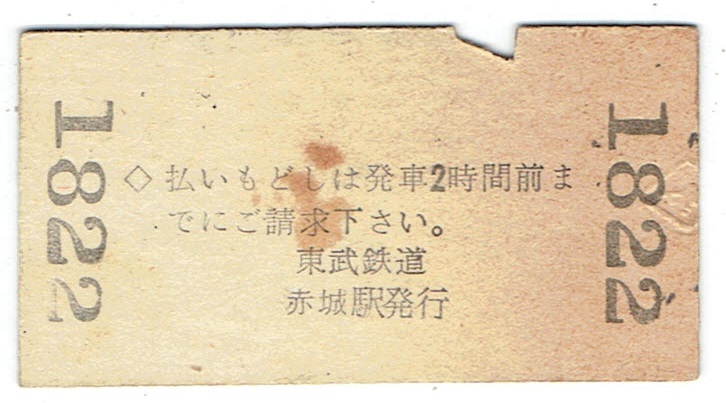 1822
◇ 払いもどしは発車2時間前ま
でにご請求下さい。
東武鉄道
赤城駅発行
1822